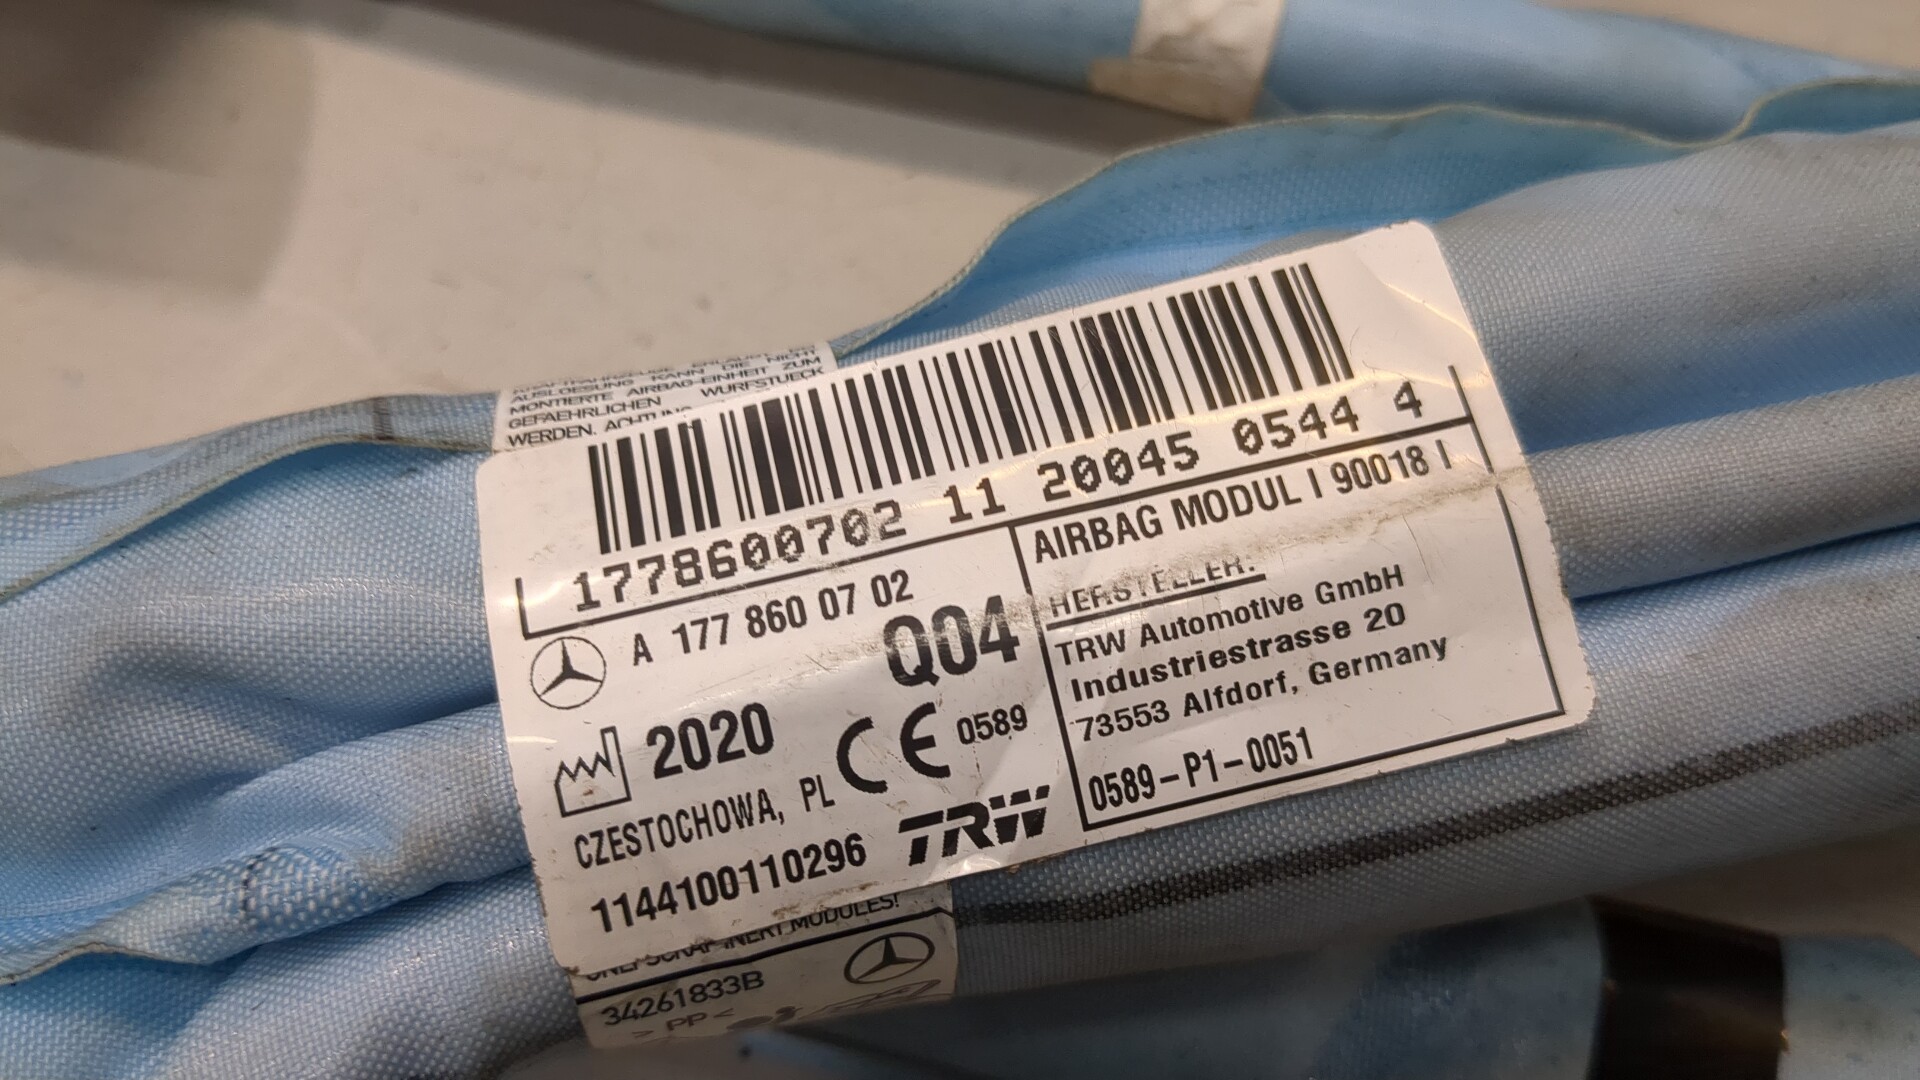 AUSLOESUNG KANN DIE NICHT
MONTIERTE AIRBAG-EINHEIT ZUM
GEFAEHRLICHEN WURFSTUECK
WERDEN. ACHTUNG
1778600702 11 20045 0544 4
A 177 860 07 02
Q04
2020
CE 0589
CZESTOCHOWA, PL
1144100110296
TRW
AIRBAG MODUL I 90018 I
HERSTELLER:
TRW Automotive GmbH
Industriestrasse 20
73553 Alfdorf, Germany
0589-P1-0051
MODULES!
34261833B
>PP<